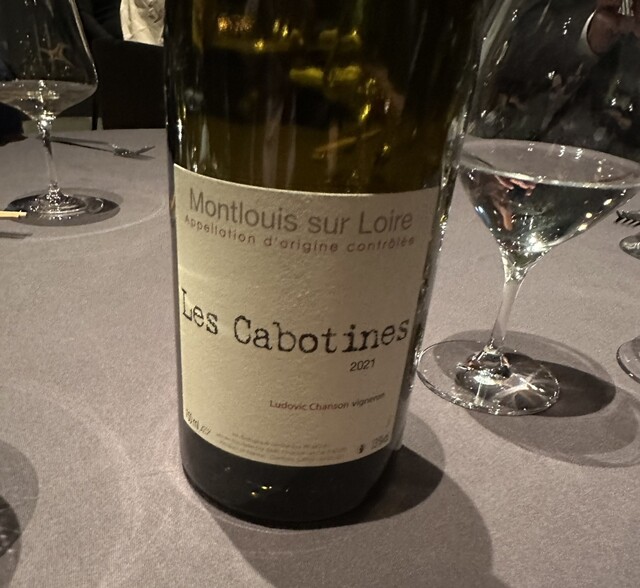 Montlouis sur Loire
Appellation d'origine contrôlée
Les Cabotines
2021
Ludovic Chanson vigneron